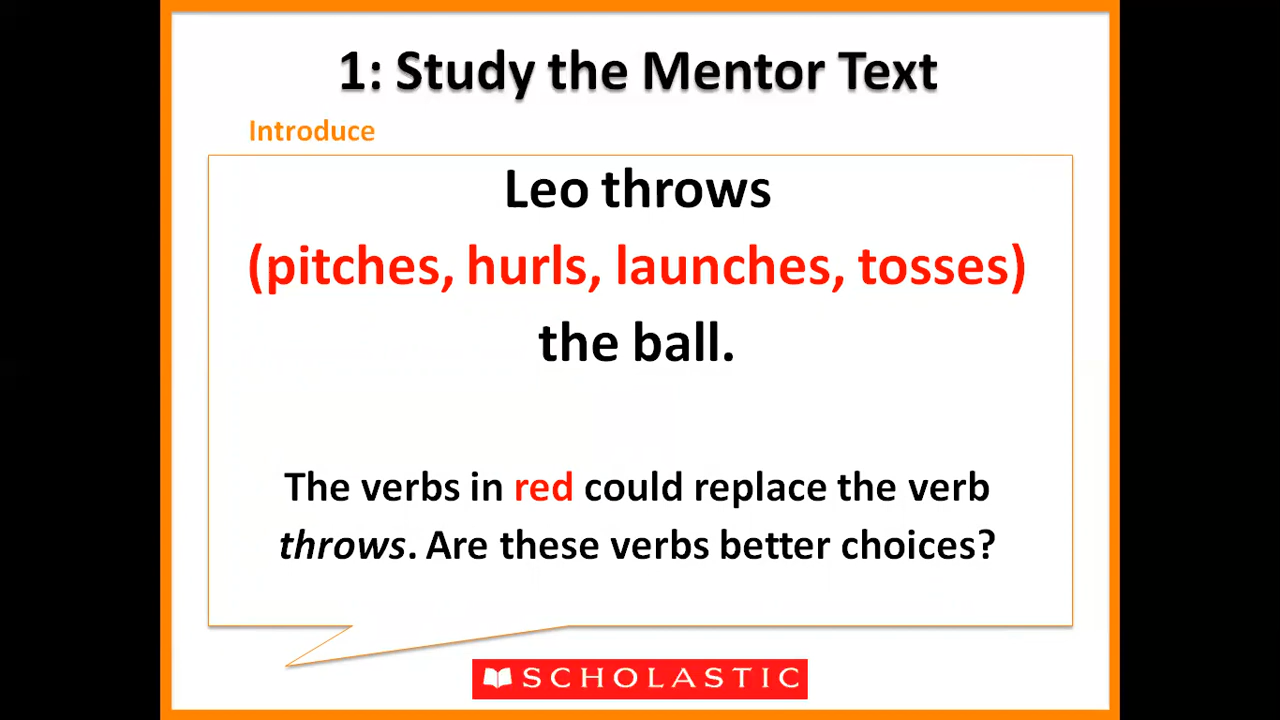 1: Study the Mentor Text
Introduce
Leo throws
(pitches, hurls, launches, tosses)
the ball.
The verbs in red could replace the verb
throws. Are these verbs better choices?
SCHOLASTIC